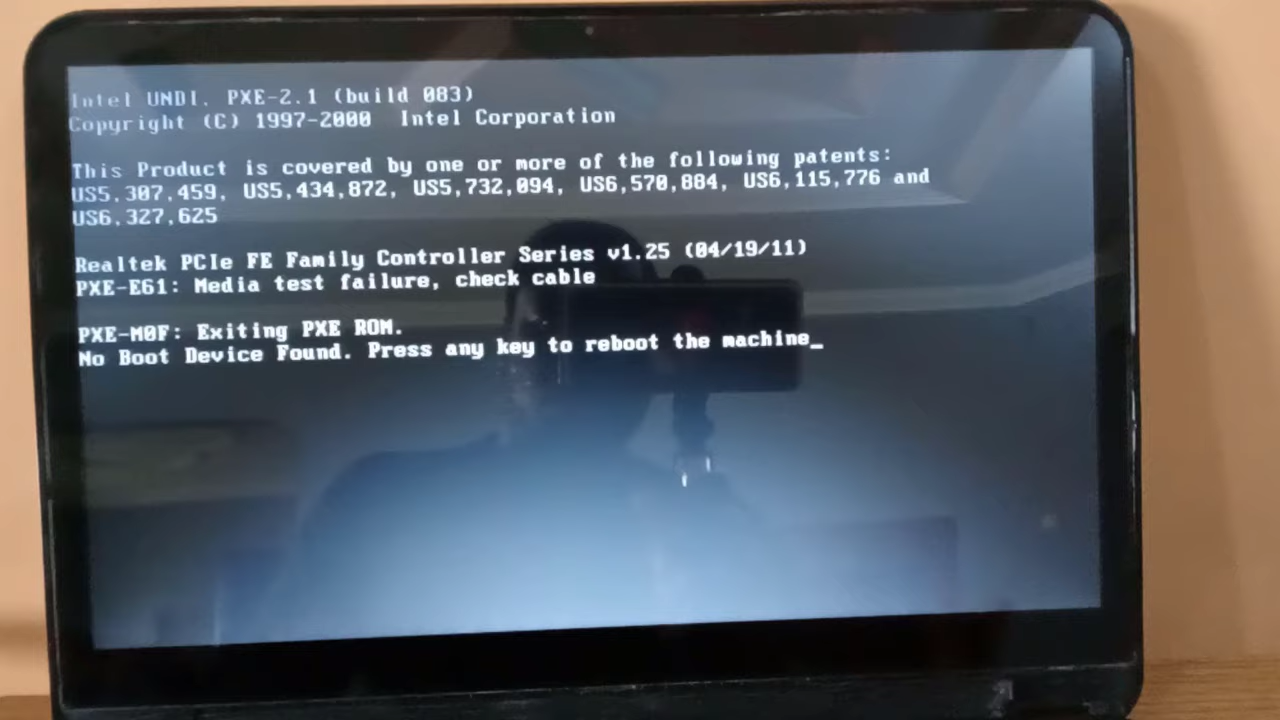 Intel UNDI, PXE-2.1 (build 083)
Copyright (C) 1997-2000  Intel Corporation
This Product is covered by one or more of the following patents:
US5,307,459, US5,434,872, US5,732,094, US6,570,884, US6,115,776 and
US6,327,625
Realtek PCIe FE Family Controller Series v1.25 (04/19/11)
PXE-E61: Media test failure, check cable
PXE-M0F: Exiting PXE ROM.
No Boot Device Found. Press any key to reboot the machine_